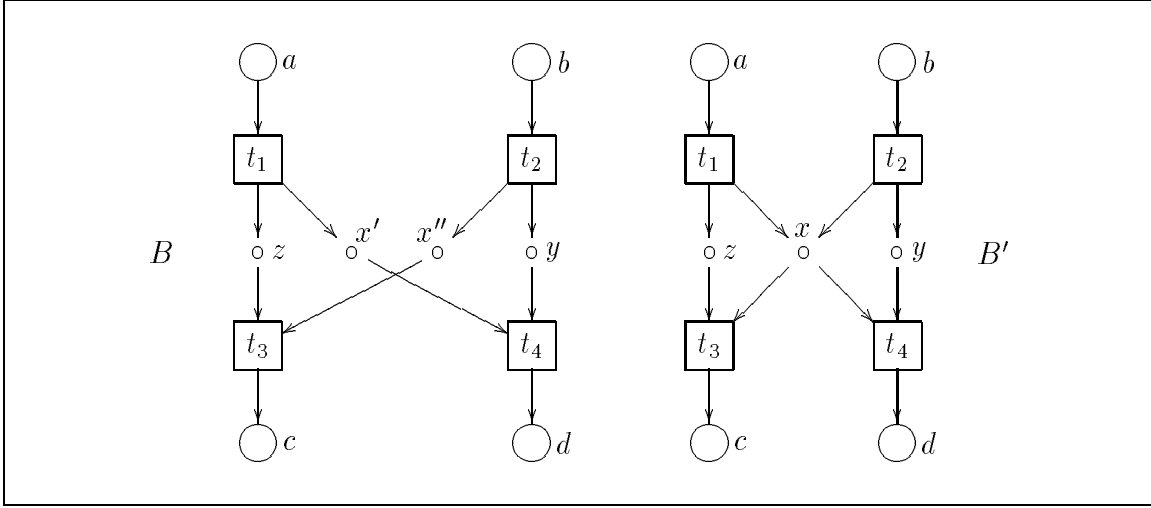 a b a b
t1 t2 t1 t2
B z x′ x″ y z x y B′
t3 t4 t3 t4
c d c d